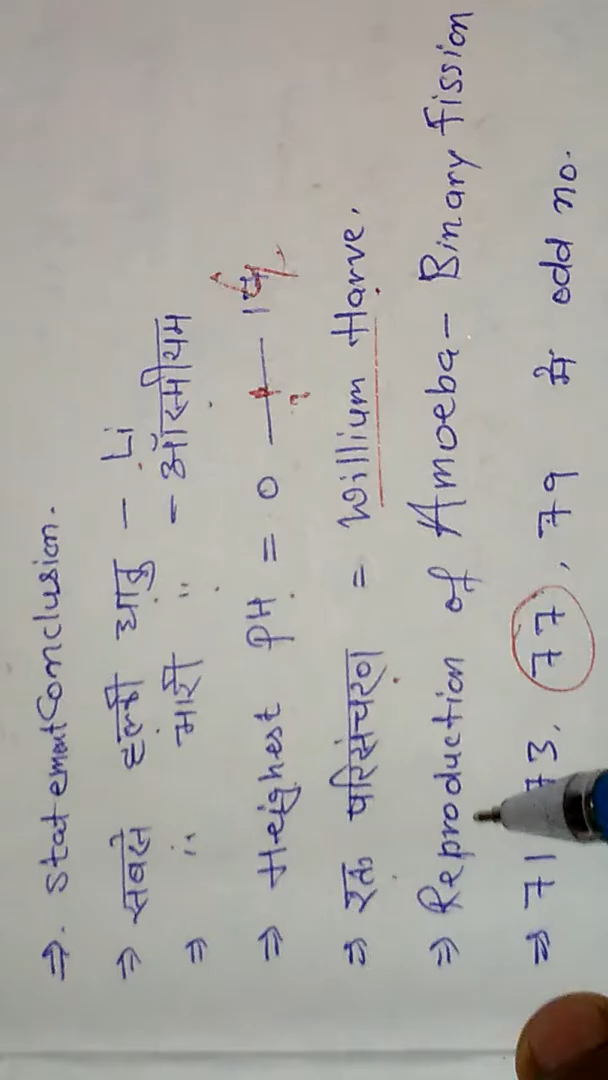 ⇒. Statement Conclusion.
⇒ सबसे हल्की धातु - Li
⇒ " भारी " - ऑस्मीयम
⇒ Heighest PH = 0 — 14
⇒ रक्त परिसंचरण = Willium Harve.
⇒ Reproduction of Amoeba - Binary fission
⇒ 71 73, 77, 79 में odd no.